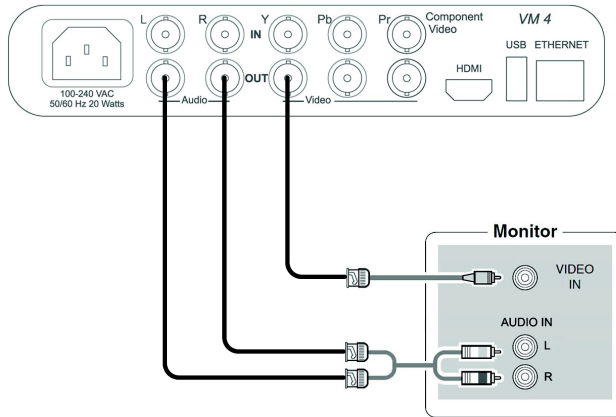 L R Y Pb Pr Component
Video
VM 4
IN
USB ETHERNET
HDMI
OUT
100-240 VAC
50/60 Hz 20 Watts
Audio
Video
Monitor
VIDEO
IN
AUDIO IN
L
R